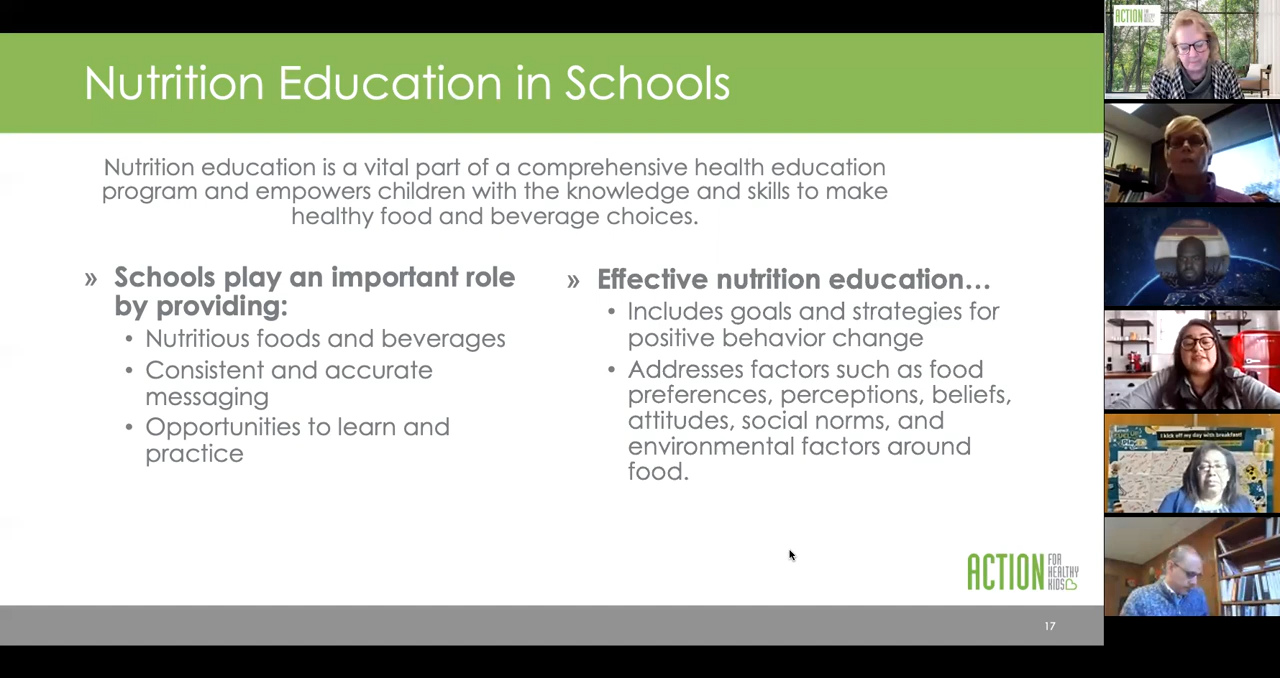 Nutrition Education in Schools
Nutrition education is a vital part of a comprehensive health education
program and empowers children with the knowledge and skills to make
healthy food and beverage choices.
» Schools play an important role
by providing:
• Nutritious foods and beverages
• Consistent and accurate
messaging
• Opportunities to learn and
practice
» Effective nutrition education…
• Includes goals and strategies for
positive behavior change
• Addresses factors such as food
preferences, perceptions, beliefs,
attitudes, social norms, and
environmental factors around
food.
ACTION FOR
HEALTHY
KIDS
17
ACTION
I kick off my day with breakfast!